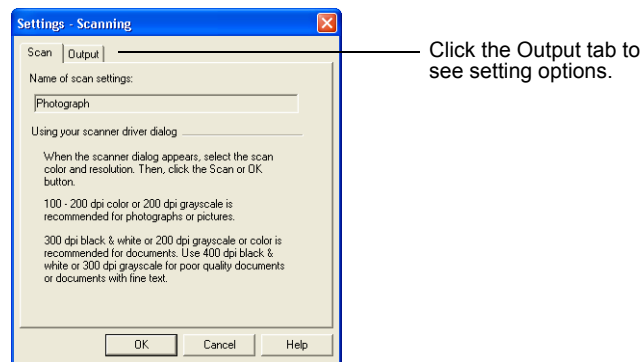 Settings - Scanning
Scan
Output
Click the Output tab to
see setting options.
Name of scan settings:
Photograph
Using your scanner driver dialog
When the scanner dialog appears, select the scan
color and resolution. Then, click the Scan or OK
button.
100 - 200 dpi color or 200 dpi grayscale is
recommended for photographs or pictures.
300 dpi black & white or 200 dpi grayscale or color is
recommended for documents. Use 400 dpi black &
white or 300 dpi grayscale for poor quality documents
or documents with fine text.
OK
Cancel
Help